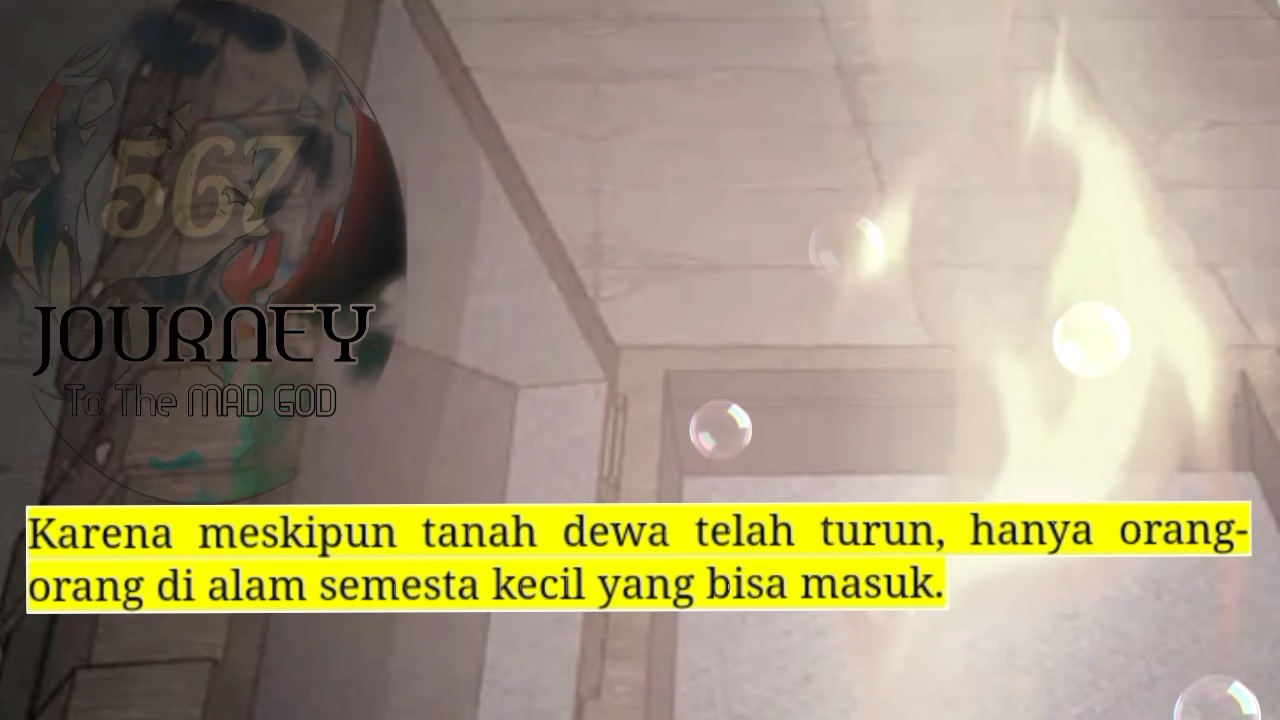 567
JOURNEY
To The MAD GOD
Karena meskipun tanah dewa telah turun, hanya orang-
orang di alam semesta kecil yang bisa masuk.